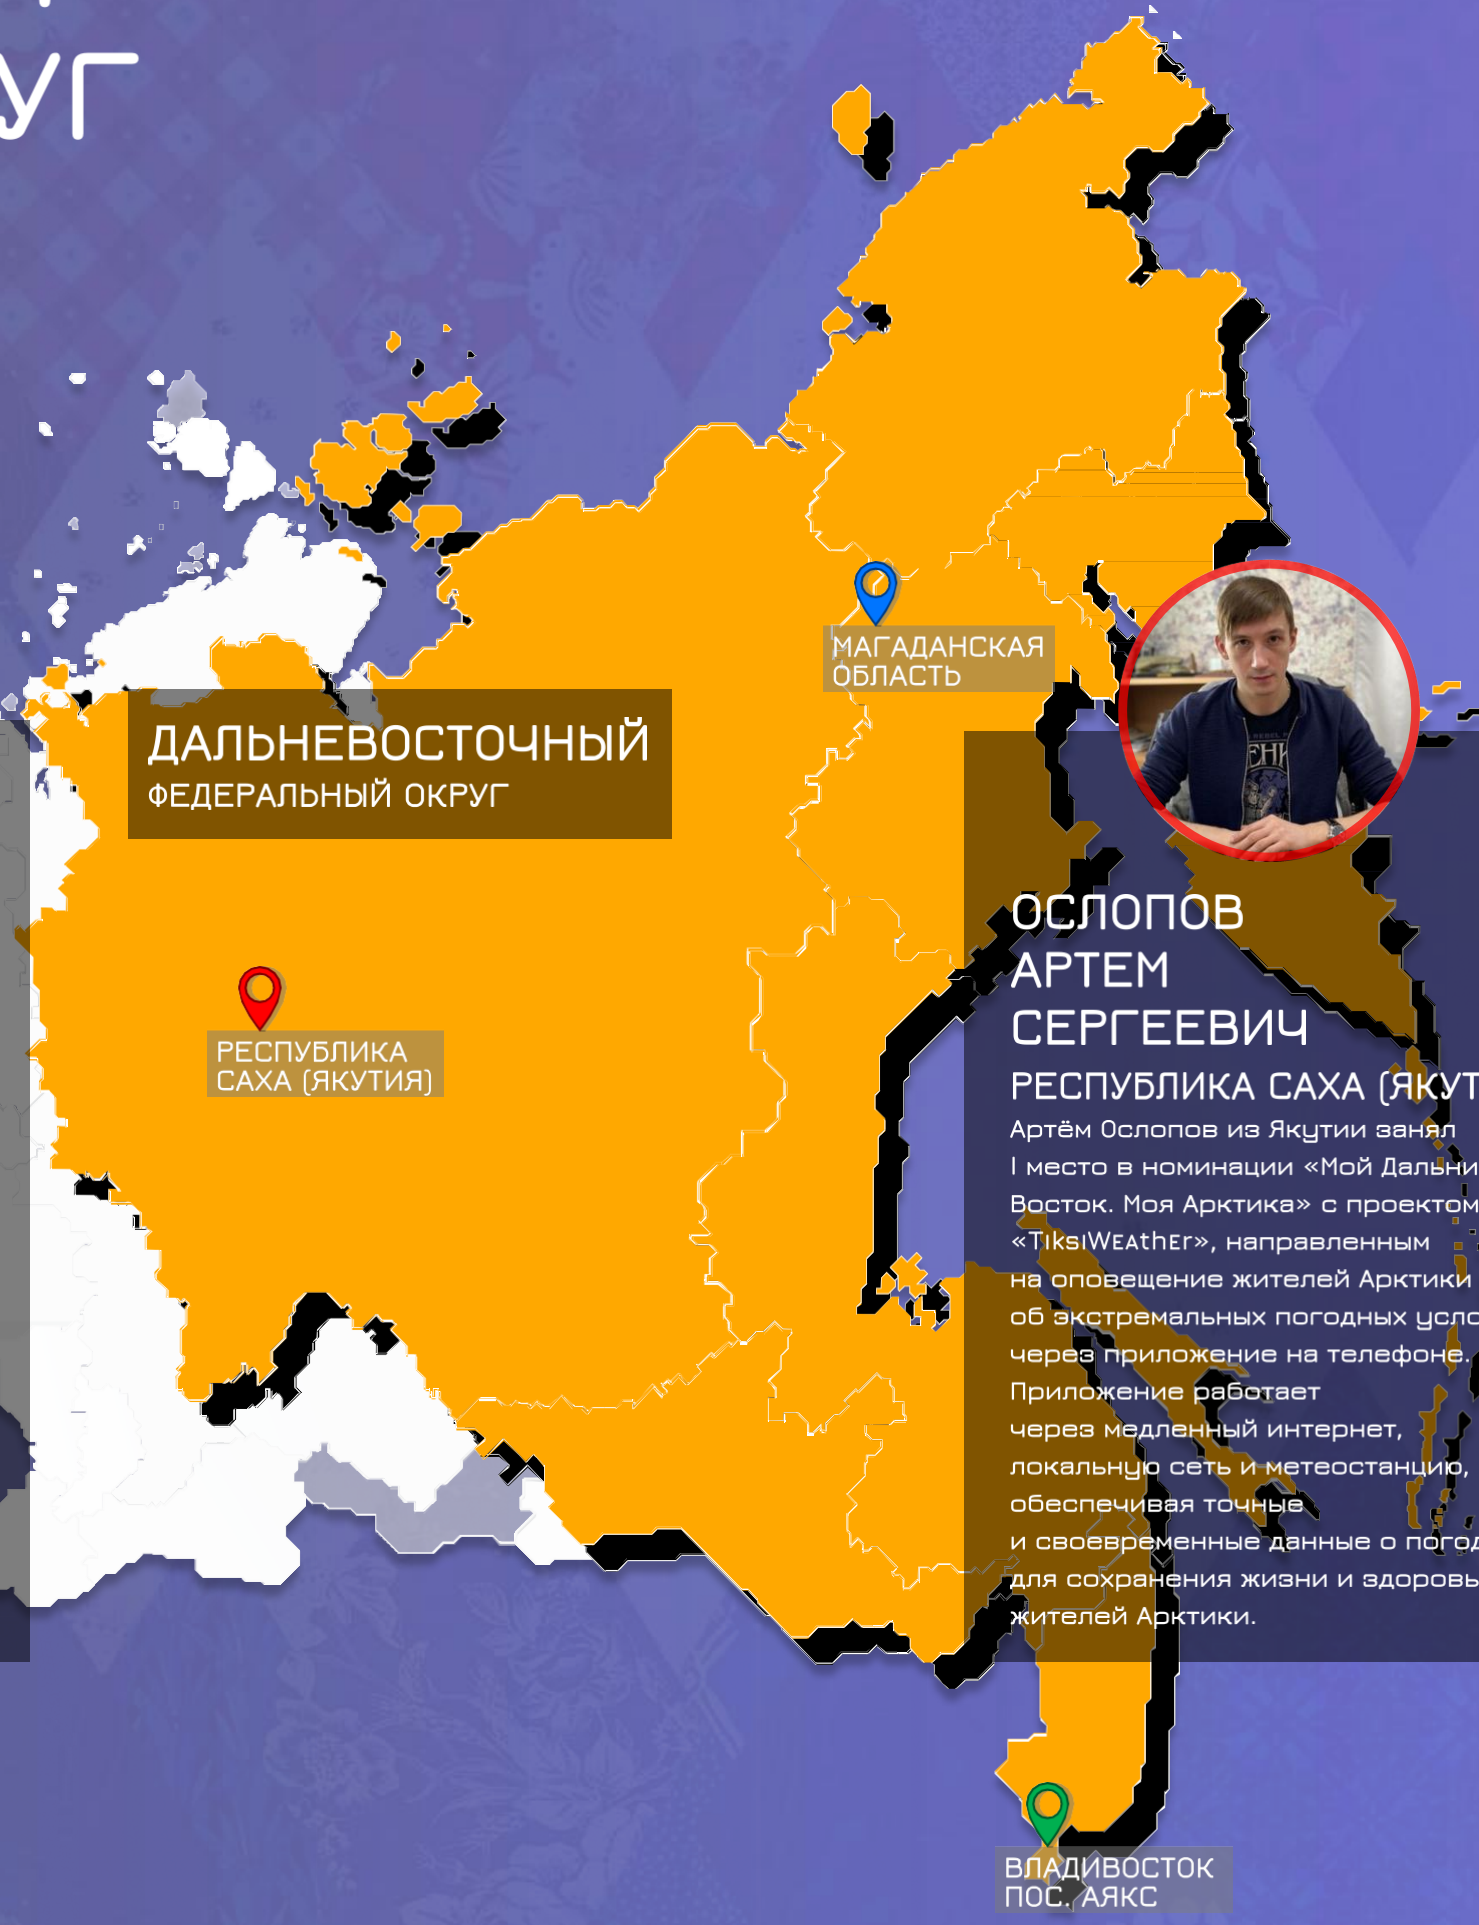 УГ
МАГАДАНСКАЯ
ОБЛАСТЬ
ДАЛЬНЕВОСТОЧНЫЙ
ФЕДЕРАЛЬНЫЙ ОКРУГ
РЕСПУБЛИКА
САХА (ЯКУТИЯ)
ОСЛОПОВ
АРТЕМ
СЕРГЕЕВИЧ
РЕСПУБЛИКА САХА (ЯКУТ
Артём Ослопов из Якутии занял
I место в номинации «Мой Дальни
Восток. Моя Арктика» с проектом
«TIksIWEAthEr», направленным
на оповещение жителей Арктики
об экстремальных погодных усло
через приложение на телефоне.
Приложение работает
через медленный интернет,
локальную сеть и метеостанцию,
обеспечивая точные
и своевременные данные о погод
для сохранения жизни и здоровь
жителей Арктики.
ВЛАДИВОСТОК
ПОС. АЯКС